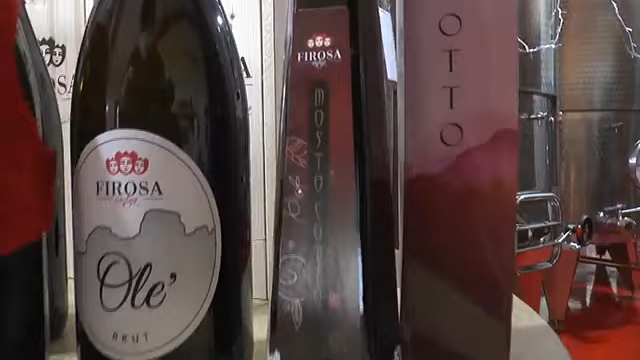 FIROSA
Ole'
BRUT
FIROSA
MOSTO COTTO
OTTO